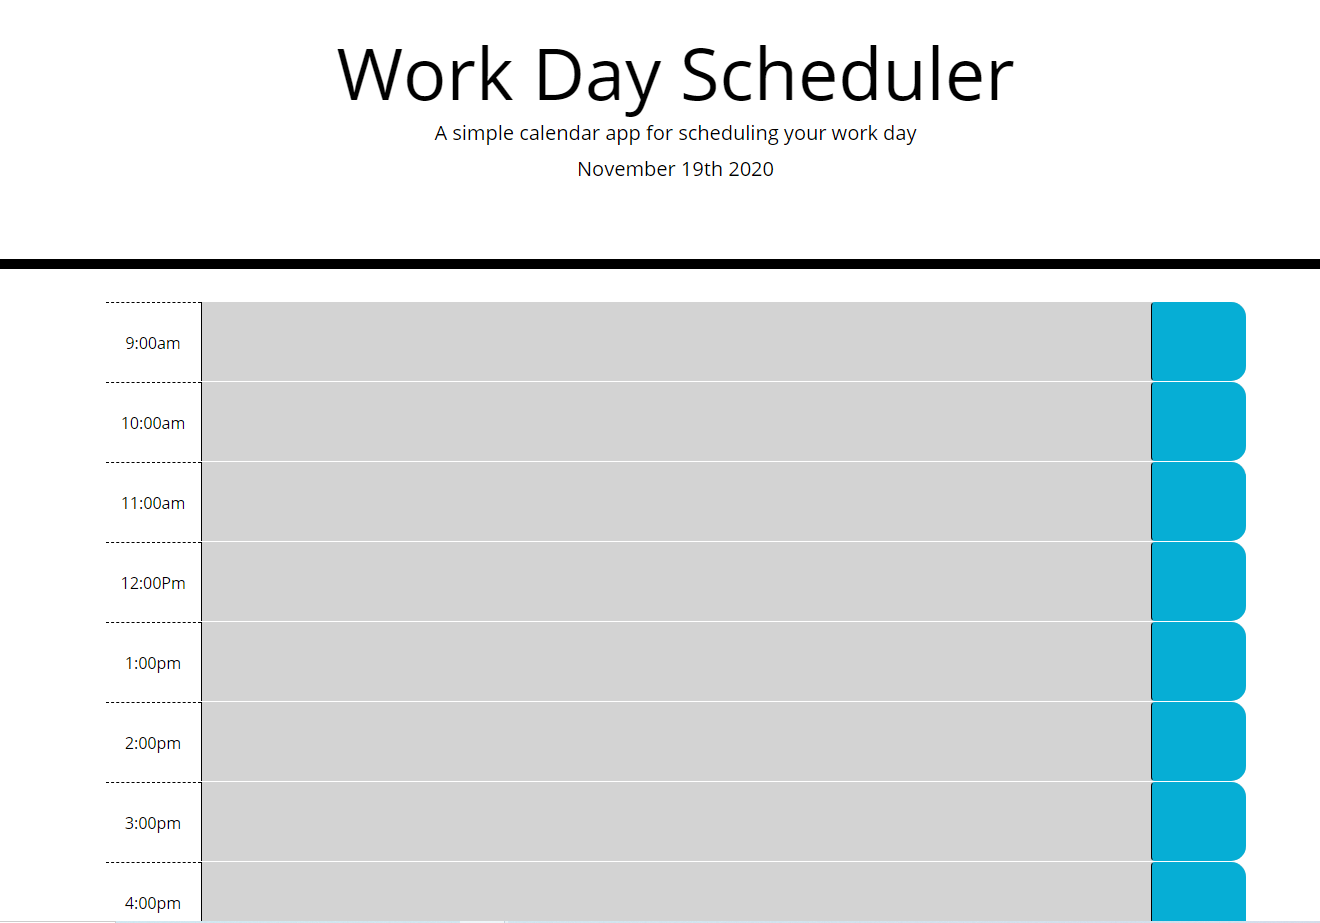 Work Day Scheduler
A simple calendar app for scheduling your work day
November 19th 2020
9:00am
10:00am
11:00am
12:00Pm
1:00pm
2:00pm
3:00pm
4:00pm